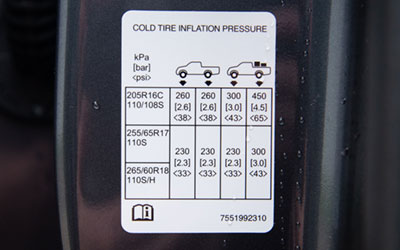 COLD TIRE INFLATION PRESSURE
kPa
[bar]
<psi>
205R16C 260 260 300 450
110/108S [2.6] [2.6] [3.0] [4.5]
<38> <38> <43> <65>
255/65R17
110S 230 230 230 300
[2.3] [2.3] [2.3] [3.0]
265/60R18 <33> <33> <33> <43>
110S/H
7551992310